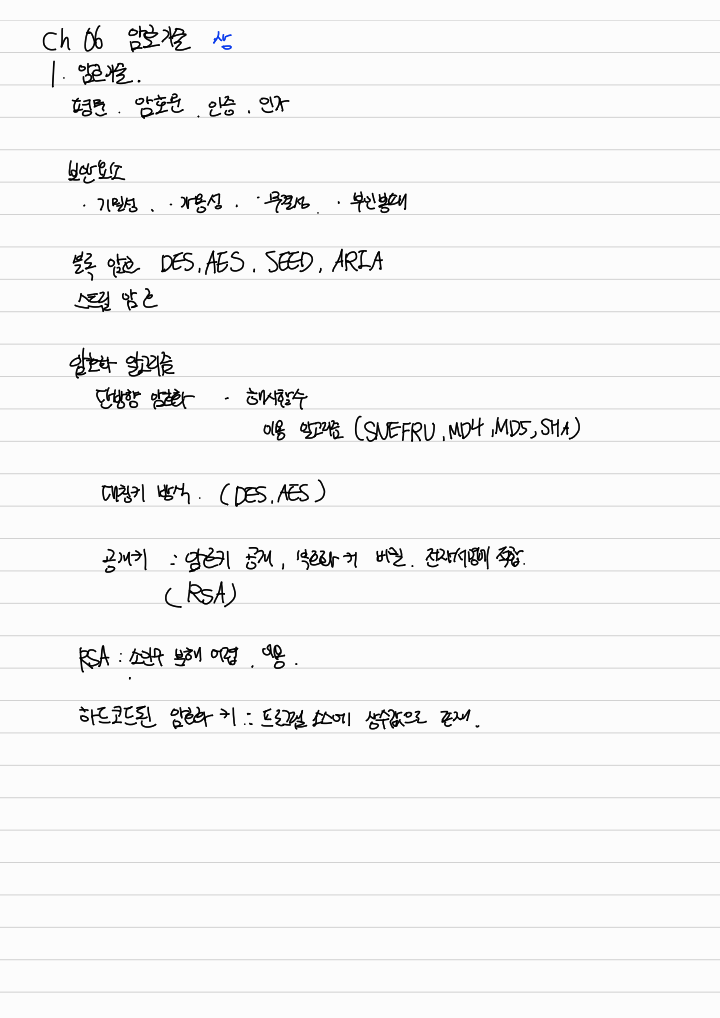 Ch 06 암호기술 상
1. 암호기술.
평문. 암호문. 인증. 인자
보안요소
· 기밀성. · 가용성. · 무결성. · 부인봉쇄
블록 암호 DES, AES, SEED, ARIA
스트림 암호
암호화 알고리즘
단방향 암호화 - 해시함수
이용 알고리즘 (SNEFRU, MD4, MD5, SHA)
대칭키 방식. (DES, AES)
공개키 : 암호키 공개, 복호화 키 비밀. 전자서명에 적합.
(RSA)
RSA : 소인수 분해 어렵. 이용.
하드코드된 암호화 키 : 프로그램 소스에 상수값으로 존재.